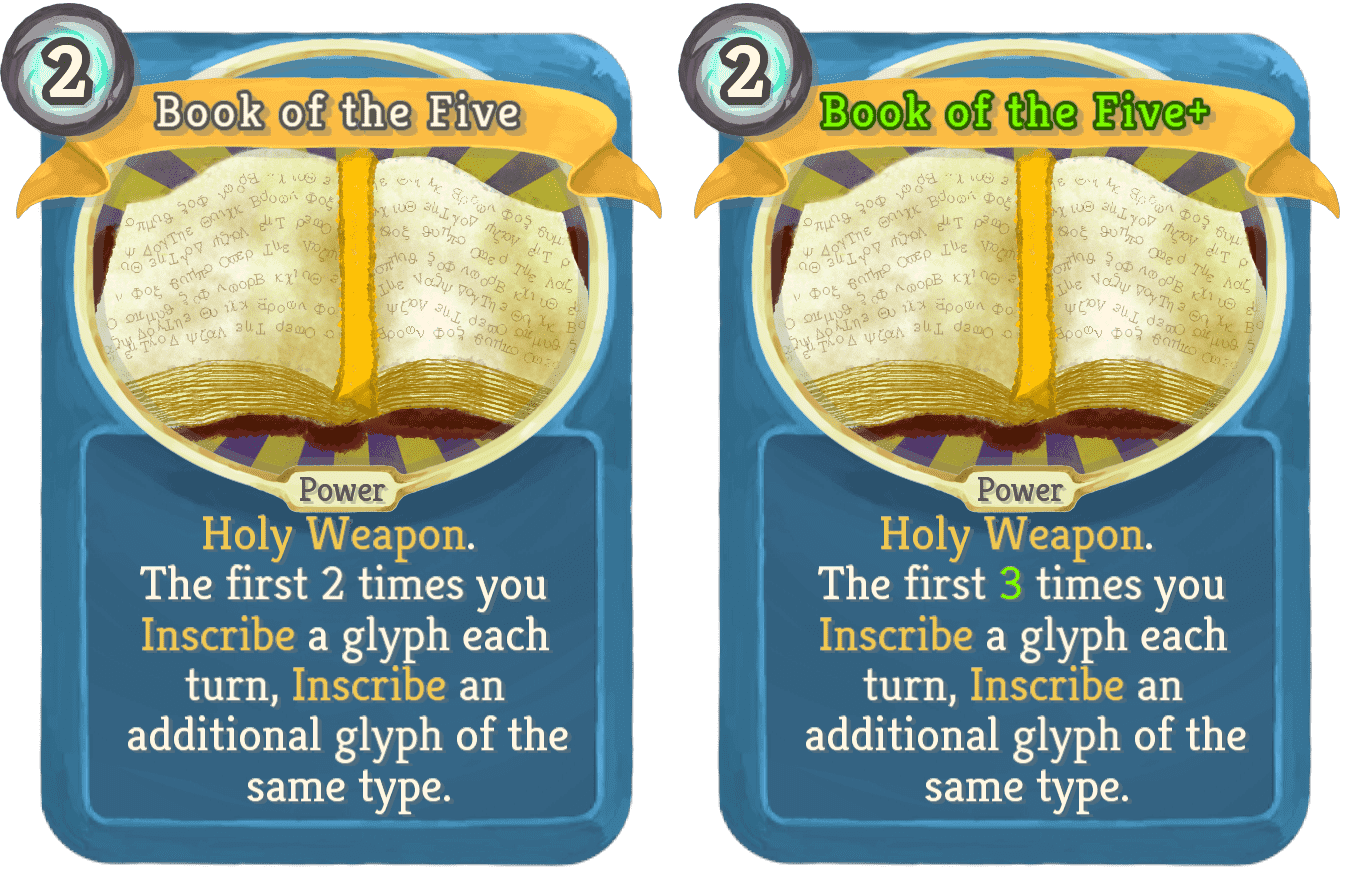 2
Book of the Five
Power
Holy Weapon.
The first 2 times you
Inscribe a glyph each
turn, Inscribe an
additional glyph of the
same type.
2
Book of the Five+
Power
Holy Weapon.
The first 3 times you
Inscribe a glyph each
turn, Inscribe an
additional glyph of the
same type.